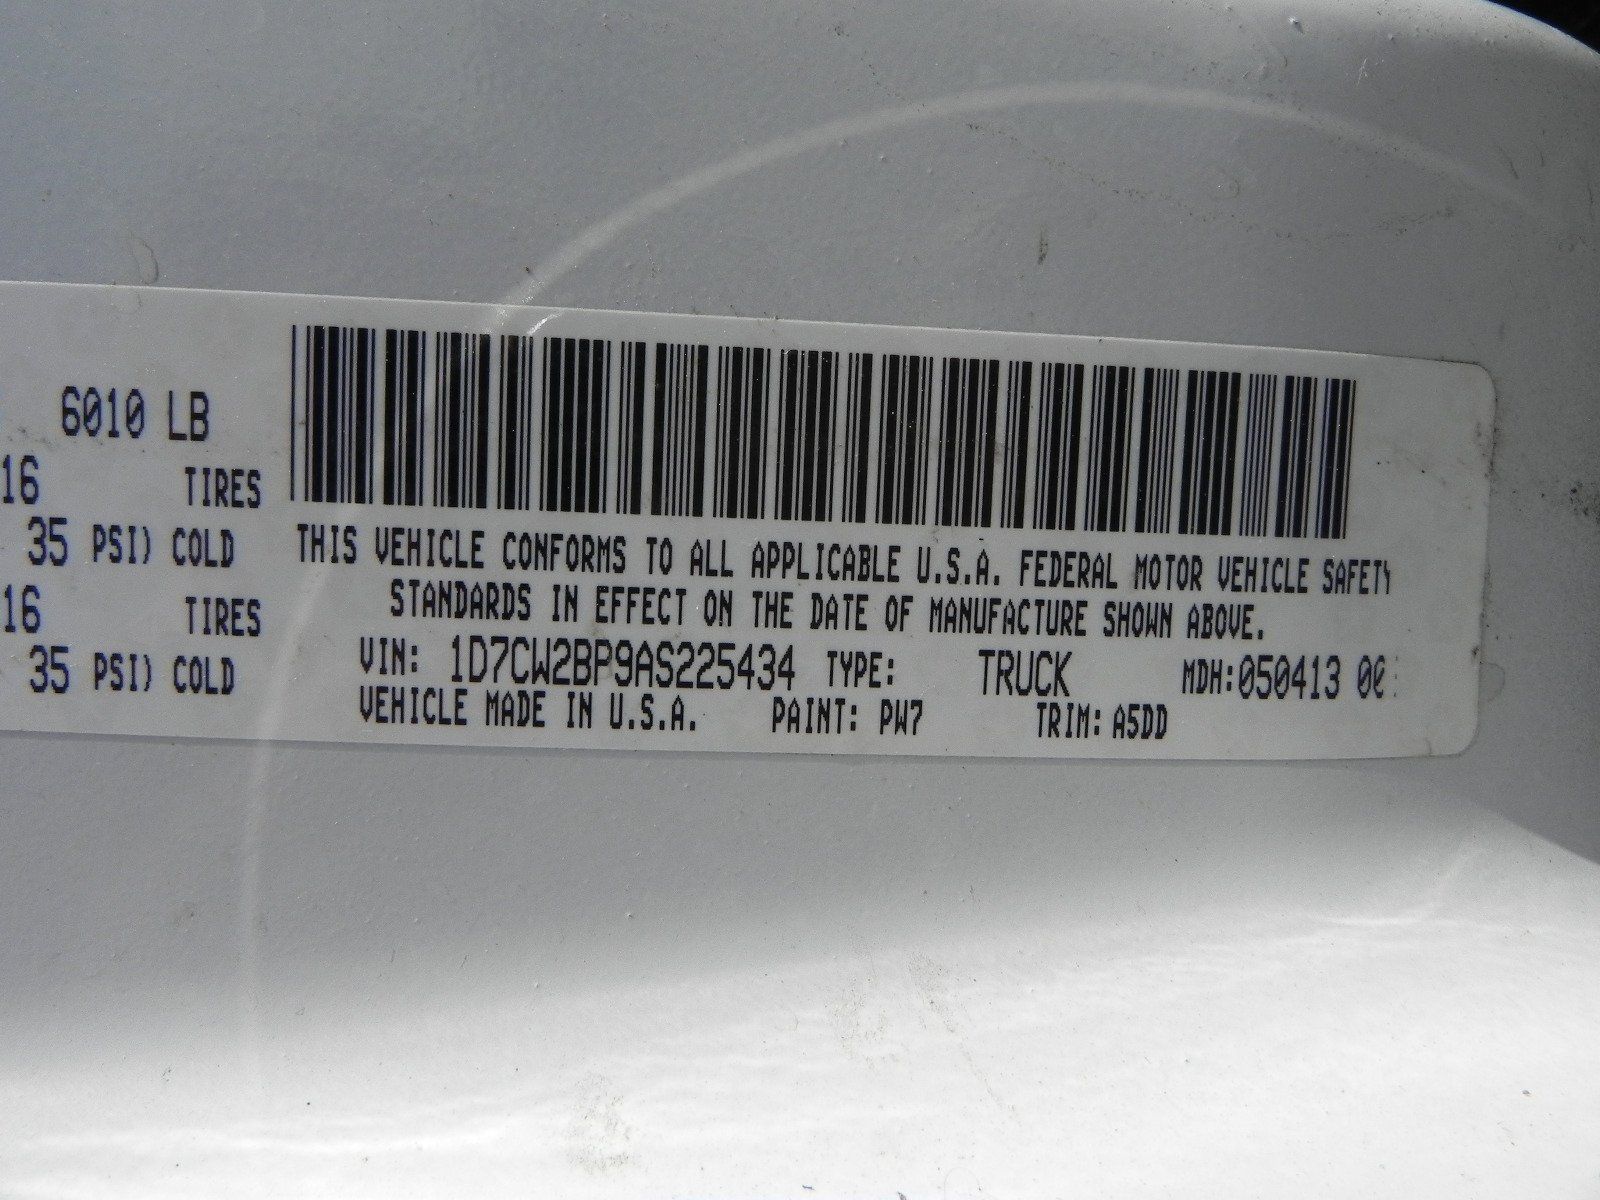 6010 LB
16 TIRES
35 PSI) COLD
16 TIRES
35 PSI) COLD
THIS VEHICLE CONFORMS TO ALL APPLICABLE U.S.A. FEDERAL MOTOR VEHICLE SAFETY
STANDARDS IN EFFECT ON THE DATE OF MANUFACTURE SHOWN ABOVE.
VIN: 1D7CW2BP9AS225434 TYPE: TRUCK MDH:050413
VEHICLE MADE IN U.S.A. PAINT: PW7 TRIM: A5DD